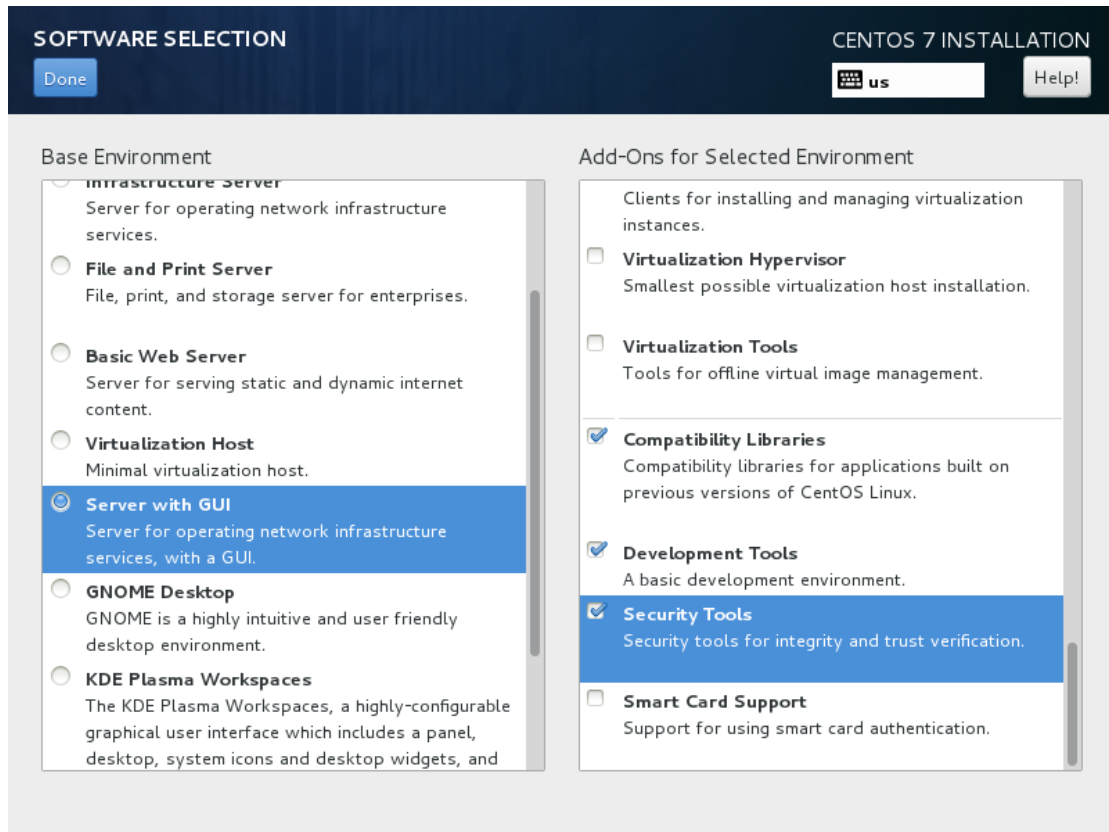 SOFTWARE SELECTION
CENTOS 7 INSTALLATION
Done
us
Help!
Base Environment
Infrastructure Server
Server for operating network infrastructure
services.
File and Print Server
File, print, and storage server for enterprises.
Basic Web Server
Server for serving static and dynamic internet
content.
Virtualization Host
Minimal virtualization host.
Server with GUI
Server for operating network infrastructure
services, with a GUI.
GNOME Desktop
GNOME is a highly intuitive and user friendly
desktop environment.
KDE Plasma Workspaces
The KDE Plasma Workspaces, a highly-configurable
graphical user interface which includes a panel,
desktop, system icons and desktop widgets, and
Add-Ons for Selected Environment
Clients for installing and managing virtualization
instances.
Virtualization Hypervisor
Smallest possible virtualization host installation.
Virtualization Tools
Tools for offline virtual image management.
Compatibility Libraries
Compatibility libraries for applications built on
previous versions of CentOS Linux.
Development Tools
A basic development environment.
Security Tools
Security tools for integrity and trust verification.
Smart Card Support
Support for using smart card authentication.